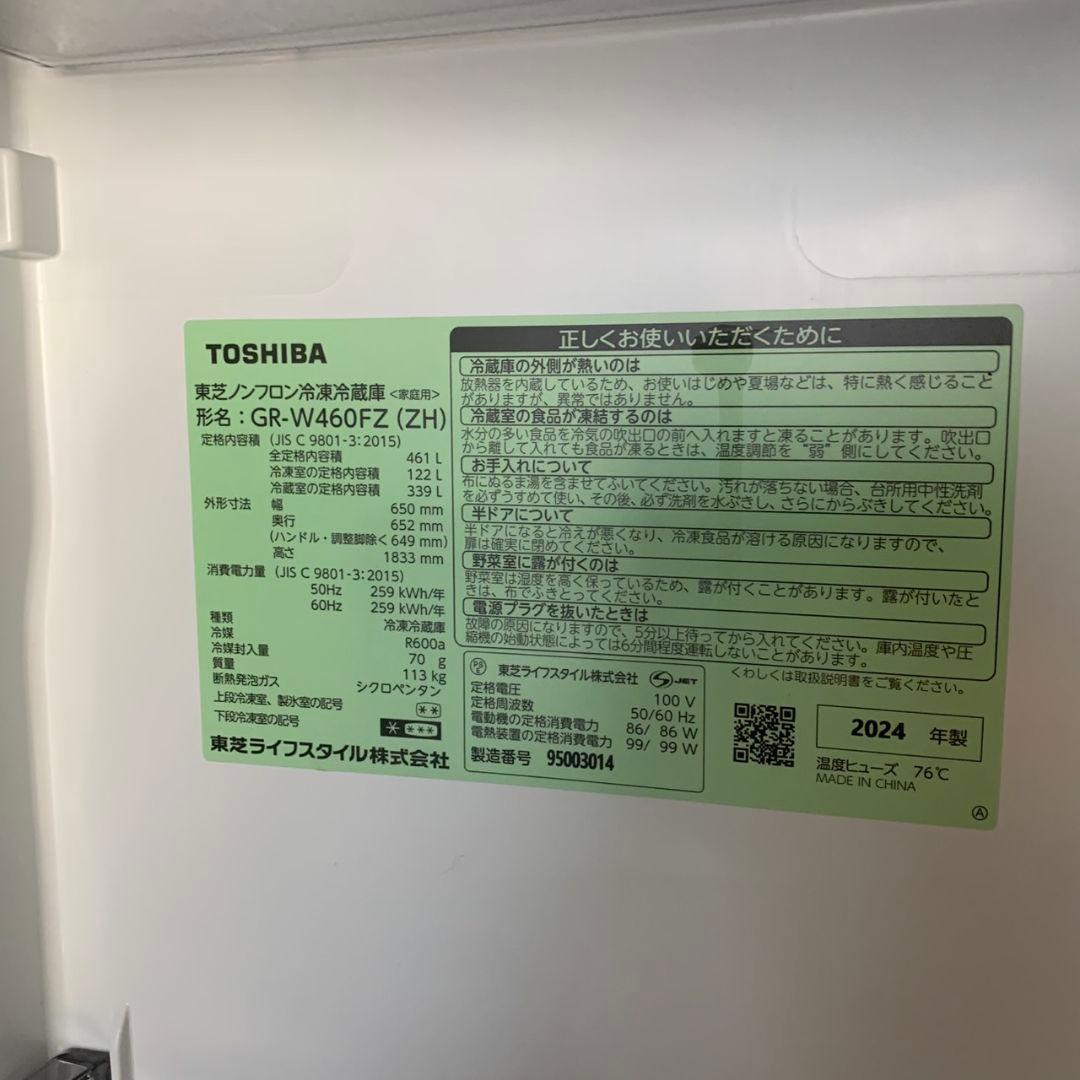 TOSHIBA
東芝ノンフロン冷凍冷蔵庫 <家庭用>
形名：GR-W460FZ (ZH)
定格内容積 (JIS C 9801-3:2015)
全定格内容積 461 L
冷凍室の定格内容積 122 L
冷蔵室の定格内容積 339 L
外形寸法 幅 650 mm
奥行 652 mm
(ハンドル・調整脚除く 649 mm)
高さ 1833 mm
消費電力量 (JIS C 9801-3:2015)
50Hz 259 kWh/年
60Hz 259 kWh/年
種類 冷凍冷蔵庫
冷媒 R600a
冷媒封入量 70 g
質量 113 kg
断熱発泡ガス シクロペンタン
上段冷凍室、製氷室の記号 **
下段冷凍室の記号 * ***
東芝ライフスタイル株式会社
正しくお使いいただくために
冷蔵庫の外側が熱いのは
放熱器を内蔵しているため、お使いはじめや夏場などは、特に熱く感じること
がありますが、異常ではありません。
冷蔵室の食品が凍結するのは
水分の多い食品を冷気の吹出口の前へ入れますと凍ることがあります。吹出口
から離して入れても食品が凍るときは、温度調節を“弱”側にしてください。
お手入れについて
布にぬるま湯を含ませてふいてください。汚れが落ちない場合、台所用中性洗剤
を必ずうすめて使い、その後、必ず洗剤を水ぶきし、さらにからぶきしてください。
半ドアについて
半ドアになると冷えが悪くなり、冷凍食品が溶ける原因になりますので、
扉は確実に閉めてください。
野菜室に露が付くのは
野菜室は湿度を高く保っているため、露が付くことがあります。露が付いたと
きは、布でふきとってください。
電源プラグを抜いたときは
故障の原因になりますので、5分以上待ってから入れてください。庫内温度や圧
縮機の始動状態によっては6分間程度運転しないことがあります。
くわしくは取扱説明書をご覧ください。
PS E 東芝ライフスタイル株式会社 S JET
定格電圧 100 V
定格周波数 50/60 Hz
電動機の定格消費電力 86/ 86 W
電熱装置の定格消費電力 99/ 99 W
製造番号 95003014
2024 年製
温度ヒューズ 76℃
MADE IN CHINA
Ⓐ